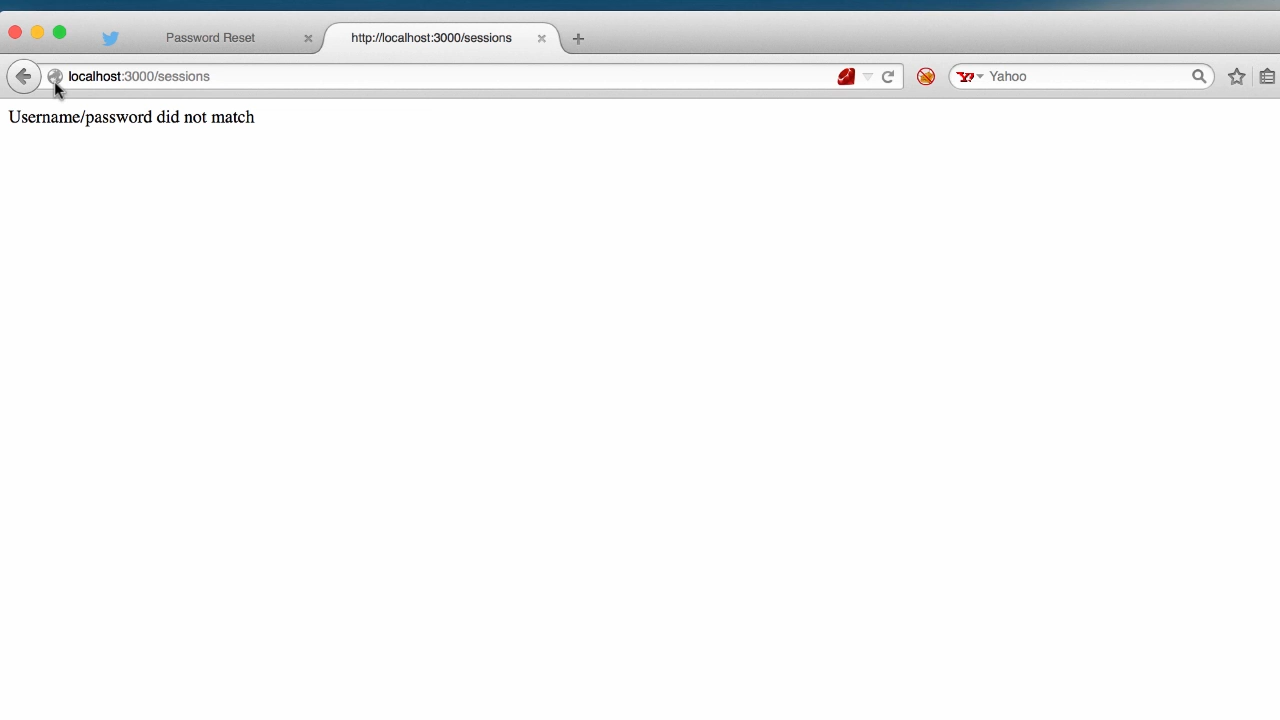 Password Reset
http://localhost:3000/sessions
localhost:3000/sessions
Yahoo
Username/password did not match